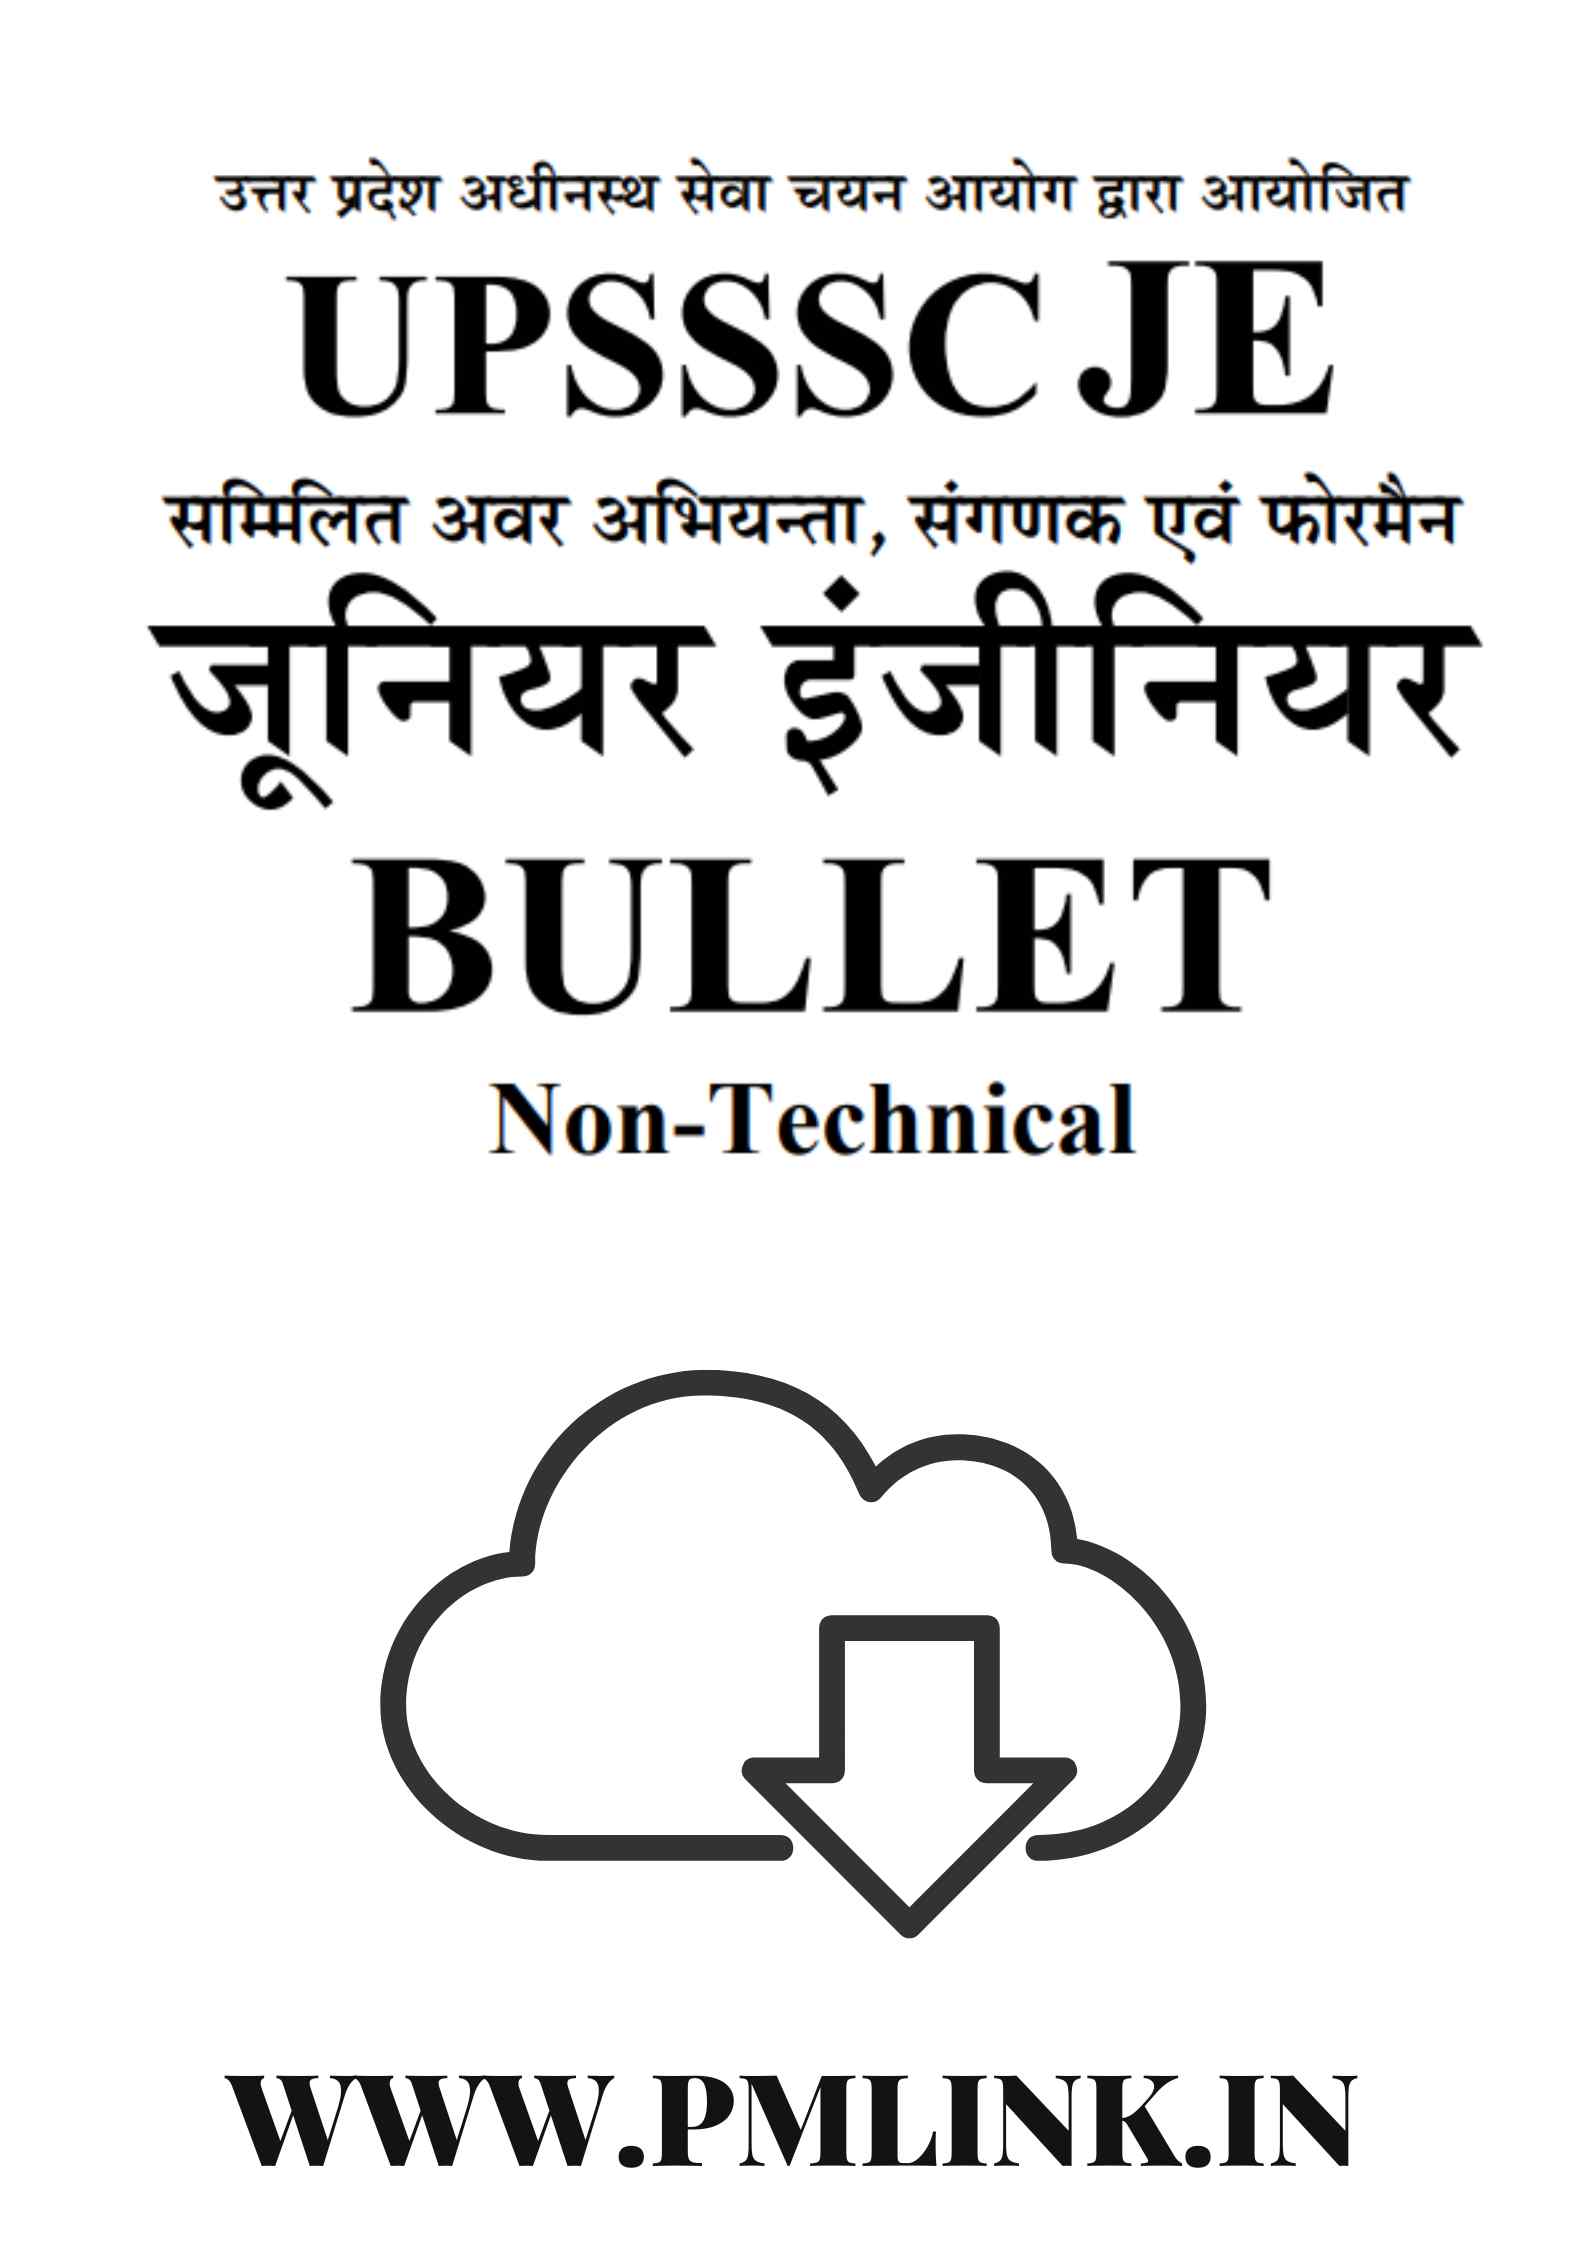 उत्तर प्रदेश अधीनस्थ सेवा चयन आयोग द्वारा आयोजित
UPSSSC JE
सम्मिलित अवर अभियन्ता, संगणक एवं फोरमैन
जूनियर इंजीनियर
BULLET
Non-Technical
WWW.PMLINK.IN